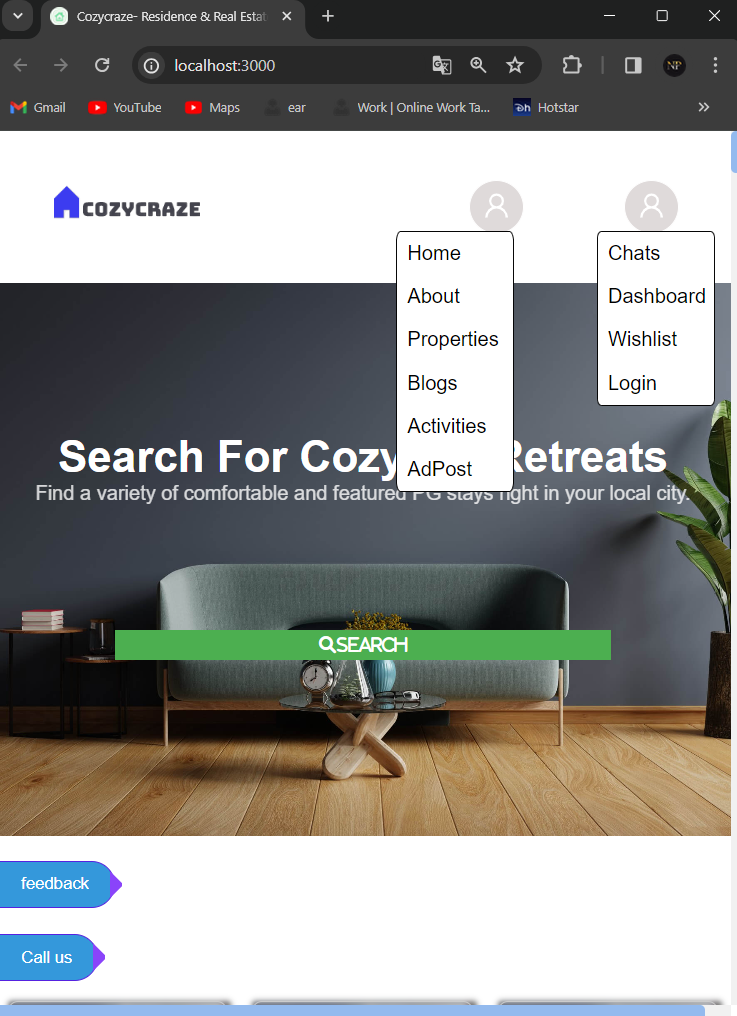 Cozycraze- Residence & Real Estat
localhost:3000
NP
Gmail
YouTube
Maps
ear
Work | Online Work Ta...
Hotstar
COZYCRAZE
Home
About
Properties
Blogs
Activities
AdPost
Chats
Dashboard
Wishlist
Login
Search For Cozy Retreats
Find a variety of comfortable and featured PG stays right in your local city.
SEARCH
feedback
Call us